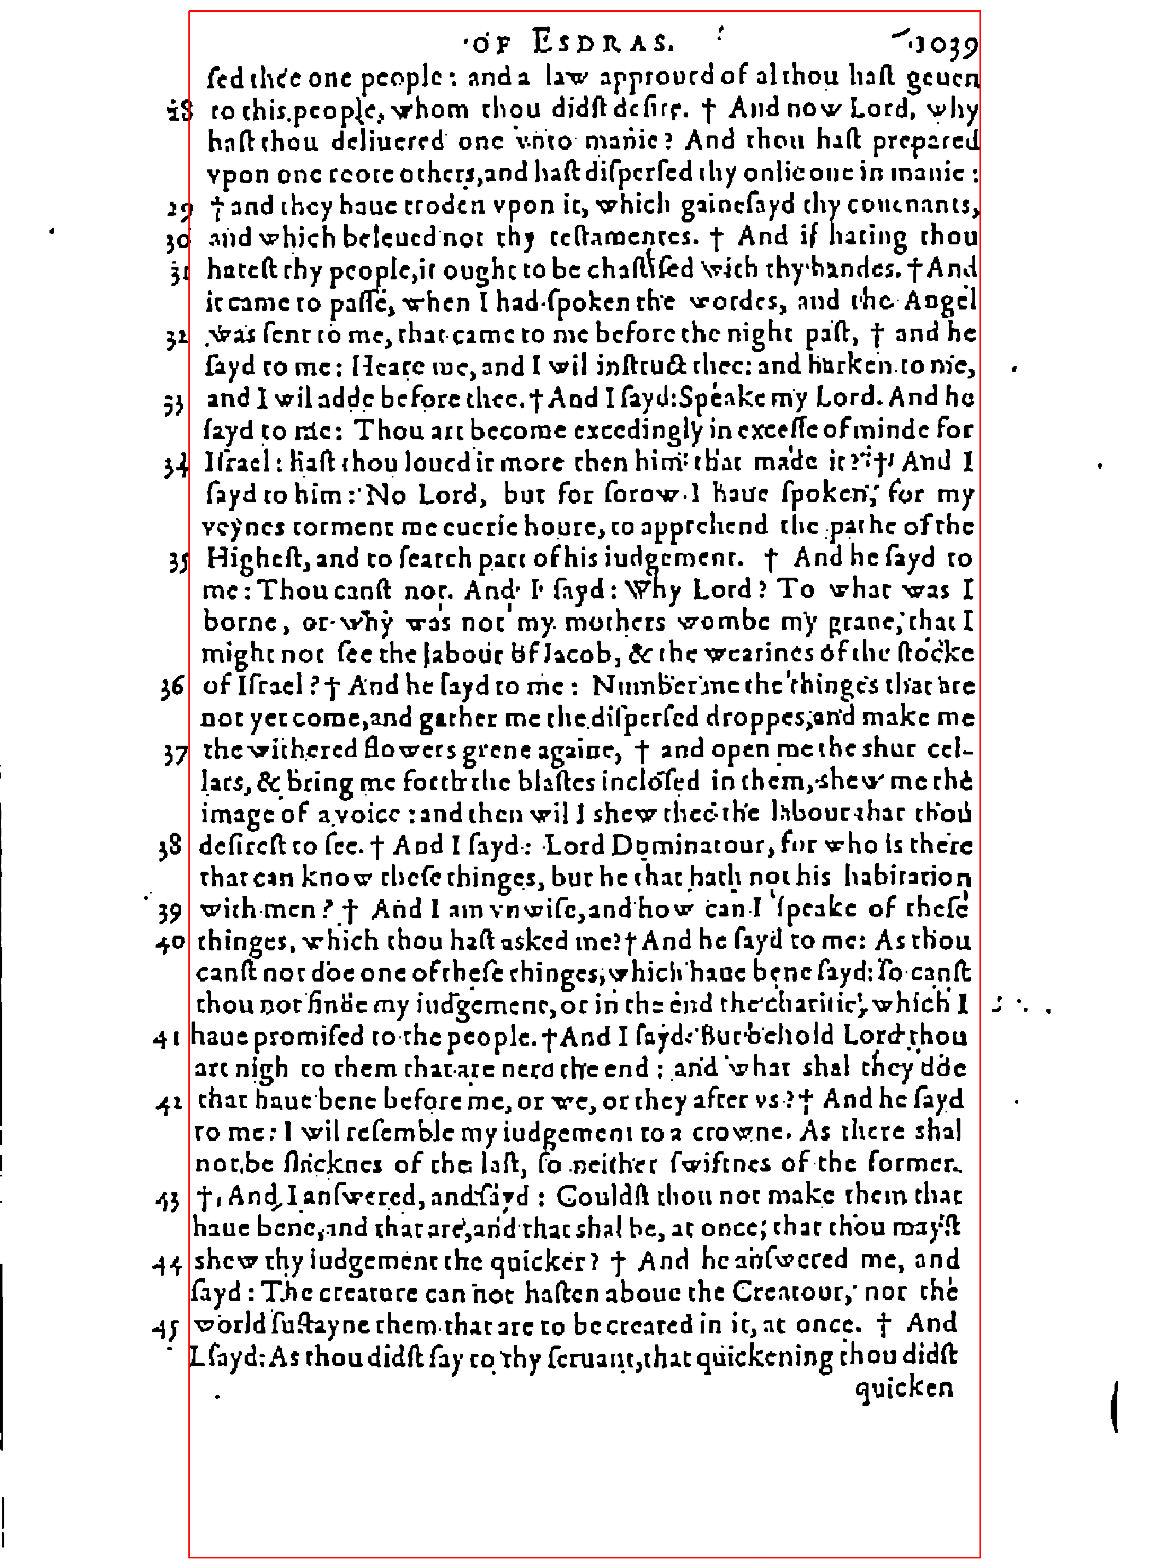 OF ESDRAS. 1039
ſed thée one people: and a law approued of al thou haſt geuen
28 to this people, whom thou didſt deſire. † And now Lord, why
haſt thou deliuered one vnto manie? And thou haſt prepared
vpon one roote others, and haſt diſperſed thy onlie one in manie:
29 † and they haue troden vpon it, which gaineſayd thy couenants,
30 and which beleued not thy teſtamentes. † And if hating thou
31 hateſt thy people, it ought to be chaſtiſed with thy handes. † And
it came to paſſe, when I had ſpoken the wordes, and the Angel
32 was ſent to me, that came to me before the night paſt, † and he
ſayd to me: Heare me, and I wil inſtruct thee: and harken to me,
33 and I wil adde before thee. † And I ſayd: Speake my Lord. And he
ſayd to me: Thou art become excedingly in exceſſe of minde for
34 Iſrael: haſt thou loued it more then him that made it? † And I
ſayd to him: No Lord, but for ſorow I haue ſpoken; for my
veynes torment me euerie houre, to apprehend the pathe of the
35 Higheſt, and to ſearch part of his iudgement. † And he ſayd to
me: Thou canſt not. And I ſayd: Why Lord? To what was I
borne, or why was not my mothers wombe my graue, that I
might not ſee the labour of Jacob, & the wearines of the ſtocke
36 of Iſrael? † And he ſayd to me: Number me the thinges that are
not yet come, and gather me the diſperſed droppes, and make me
37 the withered flowers grene againe, † and open me the shut cel-
lars, & bring me forth the blaſtes incloſed in them, shew me the
image of a voice: and then wil I shew thee the labour that thou
38 deſireſt to ſee. † And I ſayd: Lord Dominatour, for who is there
that can know theſe thinges, but he that hath not his habitation
39 with men? † And I am vnwiſe, and how can I ſpeake of theſe
40 thinges, which thou haſt asked me? † And he ſayd to me: As thou
canſt not doe one of theſe thinges, which haue bene ſayd: ſo canſt
thou not finde my iudgement, or in the end the charitie, which I
41 haue promiſed to the people. † And I ſayd: But behold Lord thou
art nigh to them that are nere the end: and what shal they doe
42 that haue bene before me, or we, or they after vs? † And he ſayd
to me: I wil reſemble my iudgement to a crowne. As there shal
not be ſlacknes of the laſt, ſo neither ſwiftnes of the former.
43 † And I anſwered, and ſayd: Couldſt thou not make them that
haue bene, and that are, and that shal be, at once, that thou mayſt
44 shew thy iudgement the quicker? † And he anſwered me, and
ſayd: The creature can not haſten aboue the Creatour, nor the
45 world ſuſtayne them that are to be created in it, at once. † And
I ſayd: As thou didſt ſay to thy ſeruant, that quickening thou didſt
quicken